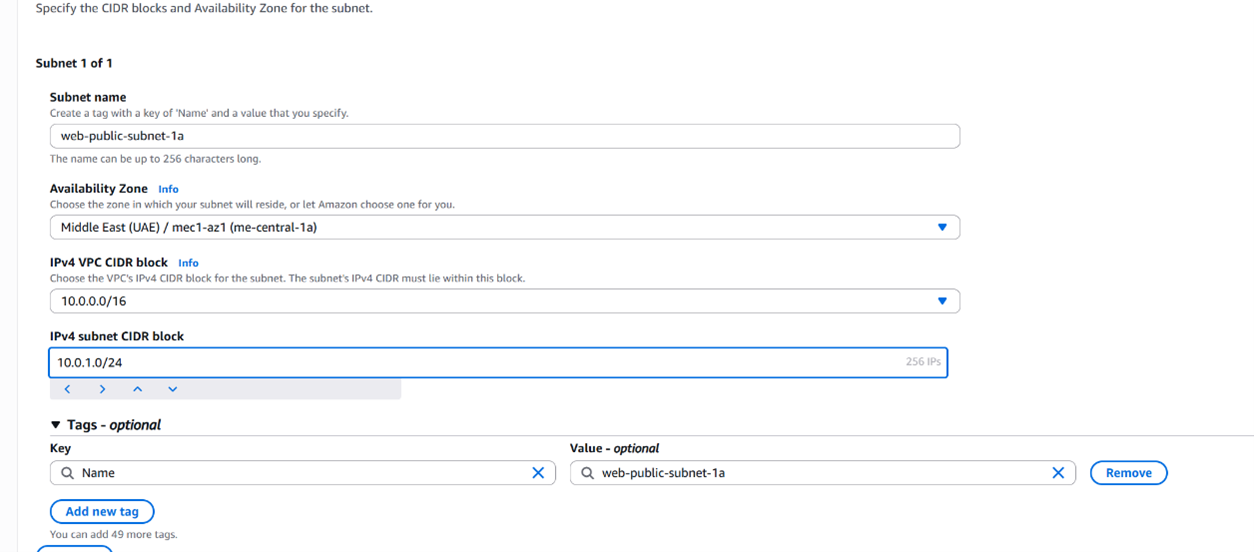 Specify the CIDR blocks and Availability Zone for the subnet.
Subnet 1 of 1
Subnet name
Create a tag with a key of 'Name' and a value that you specify.
web-public-subnet-1a
The name can be up to 256 characters long.
Availability Zone Info
Choose the zone in which your subnet will reside, or let Amazon choose one for you.
Middle East (UAE) / mec1-az1 (me-central-1a)
IPv4 VPC CIDR block Info
Choose the VPC's IPv4 CIDR block for the subnet. The subnet's IPv4 CIDR must lie within this block.
10.0.0.0/16
IPv4 subnet CIDR block
10.0.1.0/24 256 IPs
Tags - optional
Key Value - optional
Name web-public-subnet-1a Remove
Add new tag
You can add 49 more tags.